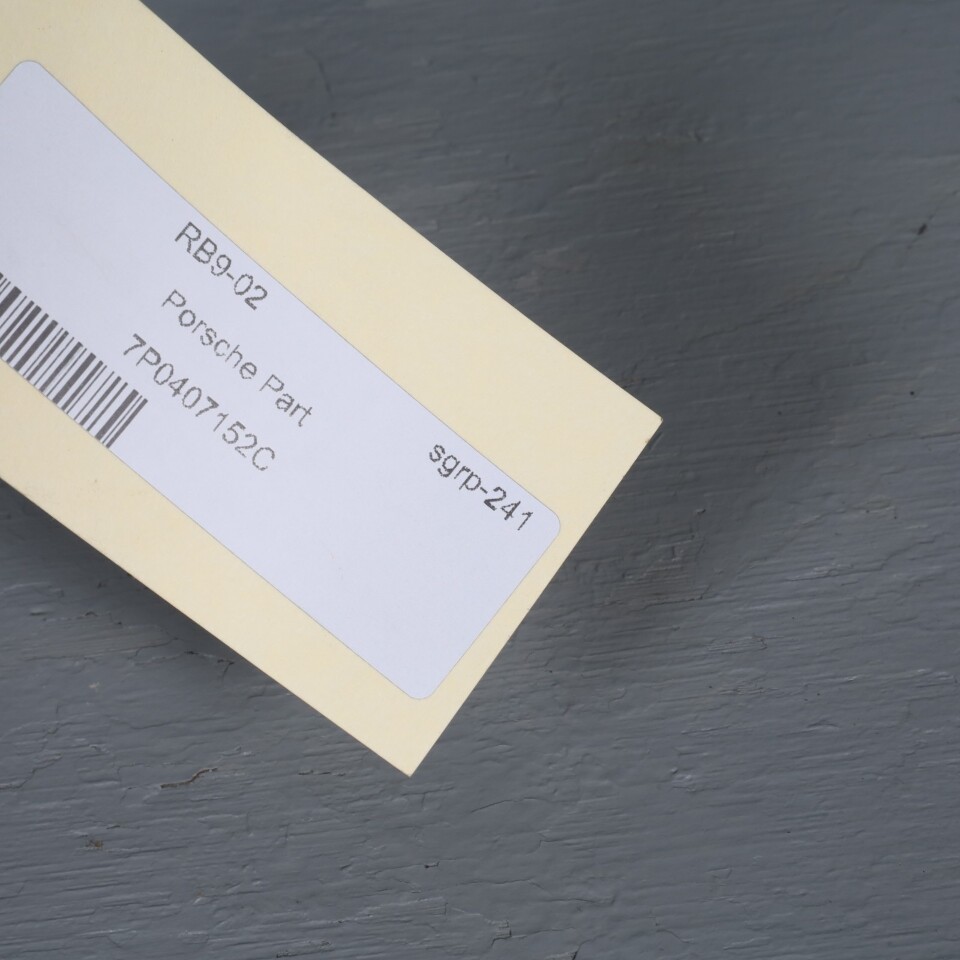 RB9-02
Porsche Part
7P0407152C
sgrp-241